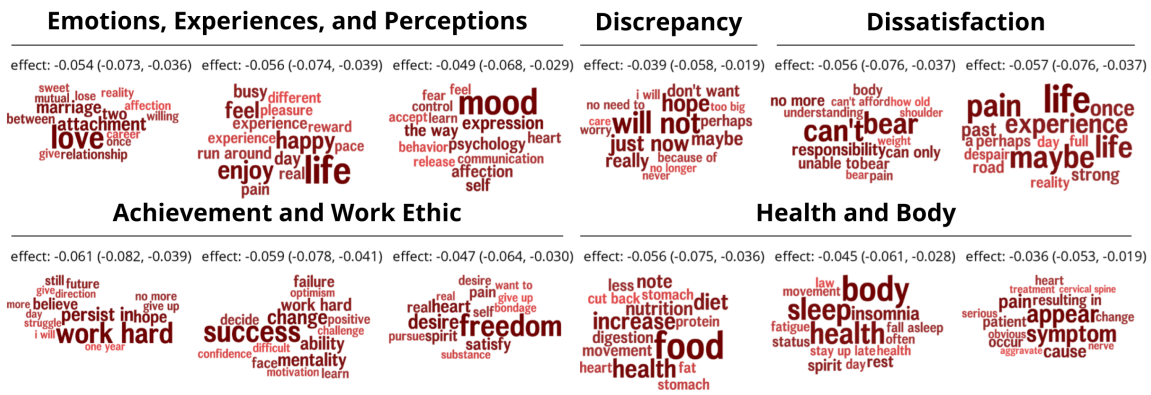 Emotions, Experiences, and Perceptions
Discrepancy
Dissatisfaction
effect: -0.054 (-0.073, -0.036)
effect: -0.056 (-0.074, -0.039)
effect: -0.049 (-0.068, -0.029)
effect: -0.039 (-0.058, -0.019)
effect: -0.056 (-0.076, -0.037)
effect: -0.057 (-0.076, -0.037)
sweet
mutual lose reality
marriage two affection
between attachment willing
love career
once
give relationship
busy different
feel pleasure
experience reward
experience happy pace
run around day
enjoy real life
pain
fear feel
control mood
accept learn
the way expression
behavior psychology heart
release communication
affection
self
i will don't want
no need to hope too big
care will not perhaps
worry just now maybe
really because of
no longer
never
body
no more can't afford how old
understanding shoulder
can't bear
weight
responsibility can only
unable to bear
bear pain
pain life once
past experience
a perhaps day full life
despair maybe
road strong
reality
Achievement and Work Ethic
Health and Body
effect: -0.061 (-0.082, -0.039)
effect: -0.059 (-0.078, -0.041)
effect: -0.047 (-0.064, -0.030)
effect: -0.056 (-0.075, -0.036)
effect: -0.045 (-0.061, -0.028)
effect: -0.036 (-0.053, -0.019)
still future
give direction no more
more believe give up
day persist in hope
struggle
i will work hard
one year
failure
optimism
work hard
decide change positive
success challenge
difficult ability
confidence
face mentality
motivation learn
desire want to
pain give up
real self bondage
real heart
desire freedom
pursue spirit satisfy
substance
less note
cut back stomach diet
nutrition
increase protein
digestion food
movement
heart health fat
stomach
law body
movement
sleep insomnia
fatigue health fall asleep
status often
stay up late health
spirit day rest
heart
treatment cervical spine
pain resulting in
serious appear change
patient
obvious symptom
occur
aggravate cause nerve